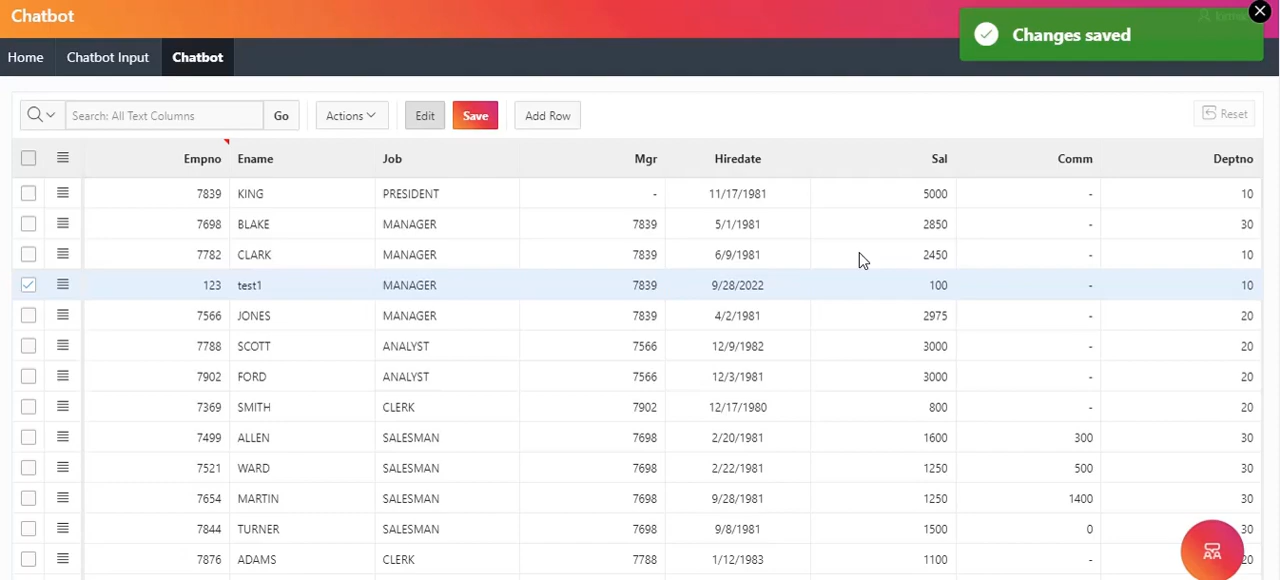 Chatbot
Changes saved
Home Chatbot Input Chatbot
Search: All Text Columns Go Actions Edit Save Add Row Reset
Empno Ename Job Mgr Hiredate Sal Comm Deptno
7839 KING PRESIDENT - 11/17/1981 5000 - 10
7698 BLAKE MANAGER 7839 5/1/1981 2850 - 30
7782 CLARK MANAGER 7839 6/9/1981 2450 - 10
123 test1 MANAGER 7839 9/28/2022 100 - 10
7566 JONES MANAGER 7839 4/2/1981 2975 - 20
7788 SCOTT ANALYST 7566 12/9/1982 3000 - 20
7902 FORD ANALYST 7566 12/3/1981 3000 - 20
7369 SMITH CLERK 7902 12/17/1980 800 - 20
7499 ALLEN SALESMAN 7698 2/20/1981 1600 300 30
7521 WARD SALESMAN 7698 2/22/1981 1250 500 30
7654 MARTIN SALESMAN 7698 9/28/1981 1250 1400 30
7844 TURNER SALESMAN 7698 9/8/1981 1500 0 30
7876 ADAMS CLERK 7788 1/12/1983 1100 - 20